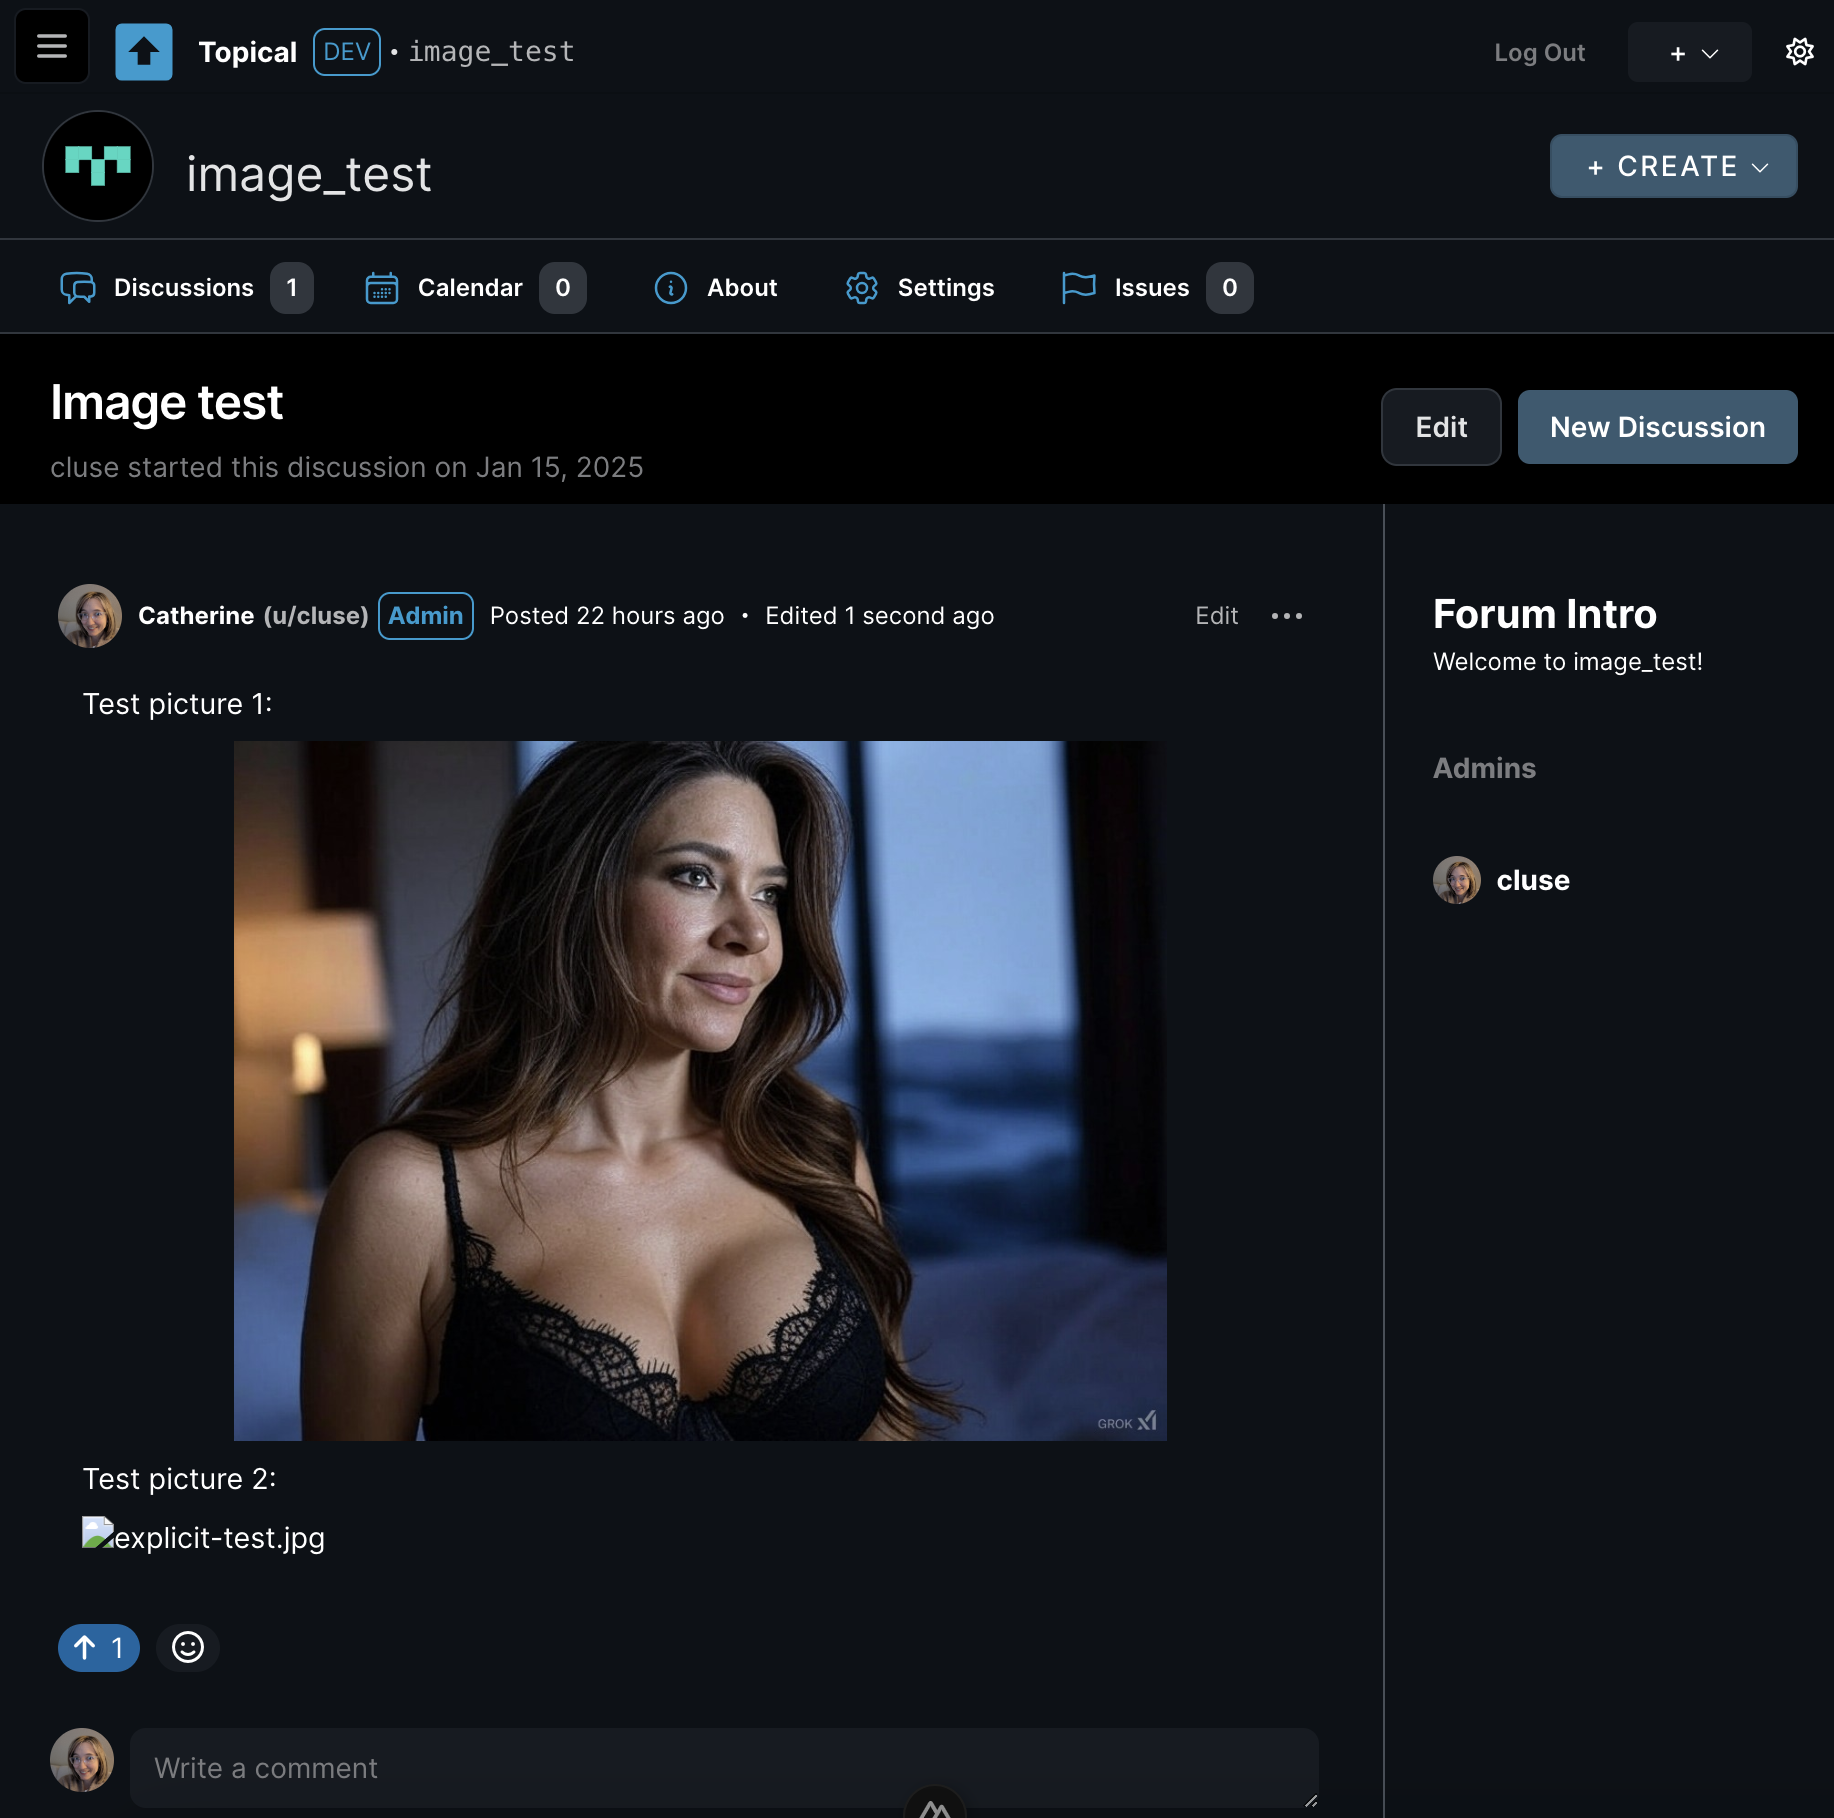 Topical DEV • image_test
Log Out
+
image_test
+ CREATE
Discussions 1
Calendar 0
About
Settings
Issues 0
Image test
cluse started this discussion on Jan 15, 2025
Edit
New Discussion
Catherine (u/cluse) Admin Posted 22 hours ago • Edited 1 second ago
Edit
Test picture 1:
GROK
Test picture 2:
explicit-test.jpg
1
Write a comment
Forum Intro
Welcome to image_test!
Admins
cluse